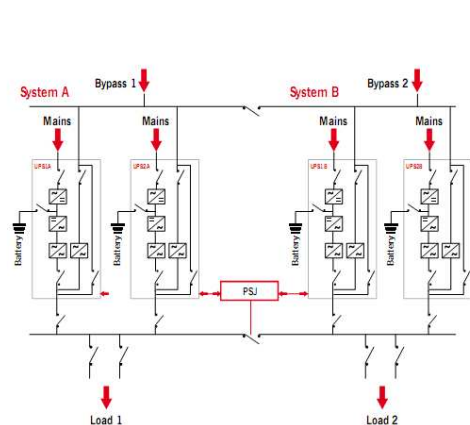 Bypass 1
Bypass 2
System A
System B
Mains
Mains
Mains
Mains
UPS1A
UPS2A
UPS1B
UPS2B
Battery
Battery
Battery
Battery
PSJ
Load 1
Load 2